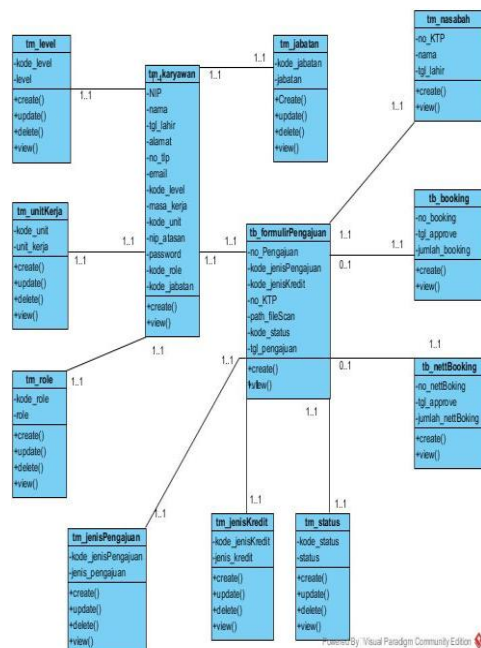 tm_level
-kode_level
-level
+create()
+update()
+delete()
+view()
1..1
1..1
tm_karyawan
-NIP
-nama
-tgl_lahir
-alamat
-no_tlp
-email
-kode_level
-masa_kerja
-kode_unit
-nip_atasan
-password
-kode_role
-kode_jabatan
+create()
+view()
1..1
tm_jabatan
-kode_jabatan
-jabatan
+Create()
+update()
+delete()
+view()
tm_nasabah
-no_KTP
-nama
-tgl_lahir
+create()
+view()
1..1
tm_unitKerja
-kode_unit
-unit_kerja
+create()
+update()
+delete()
+view()
1..1
1..1
1..1
1..1
tb_formulirPengajuan
-no_Pengajuan
-kode_jenisPengajuan
-kode_jenisKredit
-no_KTP
-path_fileScan
-kode_status
-tgl_pengajuan
+create()
+view()
1..1
0..1
1..1
tb_booking
-no_booking
-tgl_approve
-jumlah_booking
+create()
+view()
1..1
0..1
1..1
tb_nettBooking
-no_nettBoking
-tgl_approve
-jumlah_nettBoking
+create()
+view()
1..1
tm_role
-kode_role
-role
+create()
+update()
+delete()
+view()
1..1
1..1
1..1
1..1
1..1
1..1
tm_jenisPengajuan
-kode_jenisPengajuan
-jenis_pengajuan
+create()
+update()
+delete()
+view()
tm_jenisKredit
-kode_jenisKredit
-jenis_kredit
+create()
+update()
+delete()
+view()
tm_status
-kode_status
-status
+create()
+update()
+delete()
+view()
Powered By Visual Paradigm Community Edition